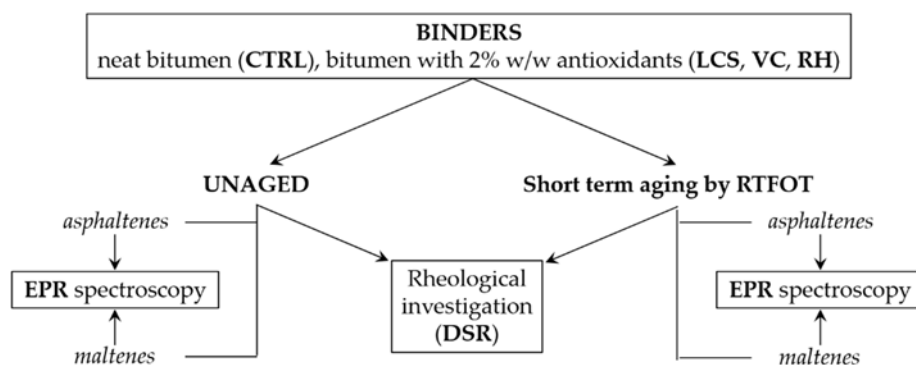 BINDERS
neat bitumen (CTRL), bitumen with 2% w/w antioxidants (LCS, VC, RH)
UNAGED
Short term aging by RTFOT
asphaltenes
asphaltenes
EPR spectroscopy
Rheological
investigation
(DSR)
EPR spectroscopy
maltenes
maltenes